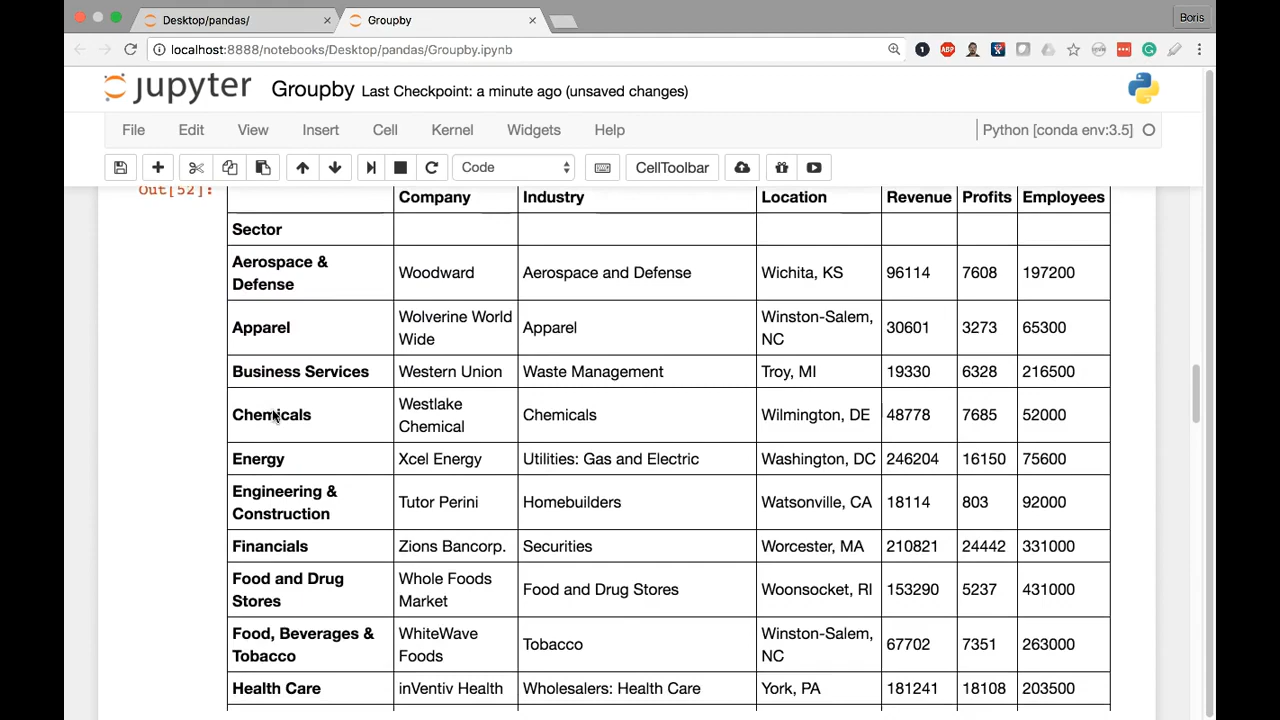 Desktop/pandas/
Groupby
Boris
localhost:8888/notebooks/Desktop/pandas/Groupby.ipynb
jupyter Groupby Last Checkpoint: a minute ago (unsaved changes)
File Edit View Insert Cell Kernel Widgets Help Python [conda env:3.5]
Code CellToolbar
Out[52]:
Company Industry Location Revenue Profits Employees
Sector
Aerospace &
Defense
Woodward Aerospace and Defense Wichita, KS 96114 7608 197200
Apparel
Wolverine World
Wide
Apparel
Winston-Salem,
NC
30601 3273 65300
Business Services Western Union Waste Management Troy, MI 19330 6328 216500
Chemicals
Westlake
Chemical
Chemicals Wilmington, DE 48778 7685 52000
Energy Xcel Energy Utilities: Gas and Electric Washington, DC 246204 16150 75600
Engineering &
Construction
Tutor Perini Homebuilders Watsonville, CA 18114 803 92000
Financials Zions Bancorp. Securities Worcester, MA 210821 24442 331000
Food and Drug
Stores
Whole Foods
Market
Food and Drug Stores Woonsocket, RI 153290 5237 431000
Food, Beverages &
Tobacco
WhiteWave
Foods
Tobacco
Winston-Salem,
NC
67702 7351 263000
Health Care inVentiv Health Wholesalers: Health Care York, PA 181241 18108 203500